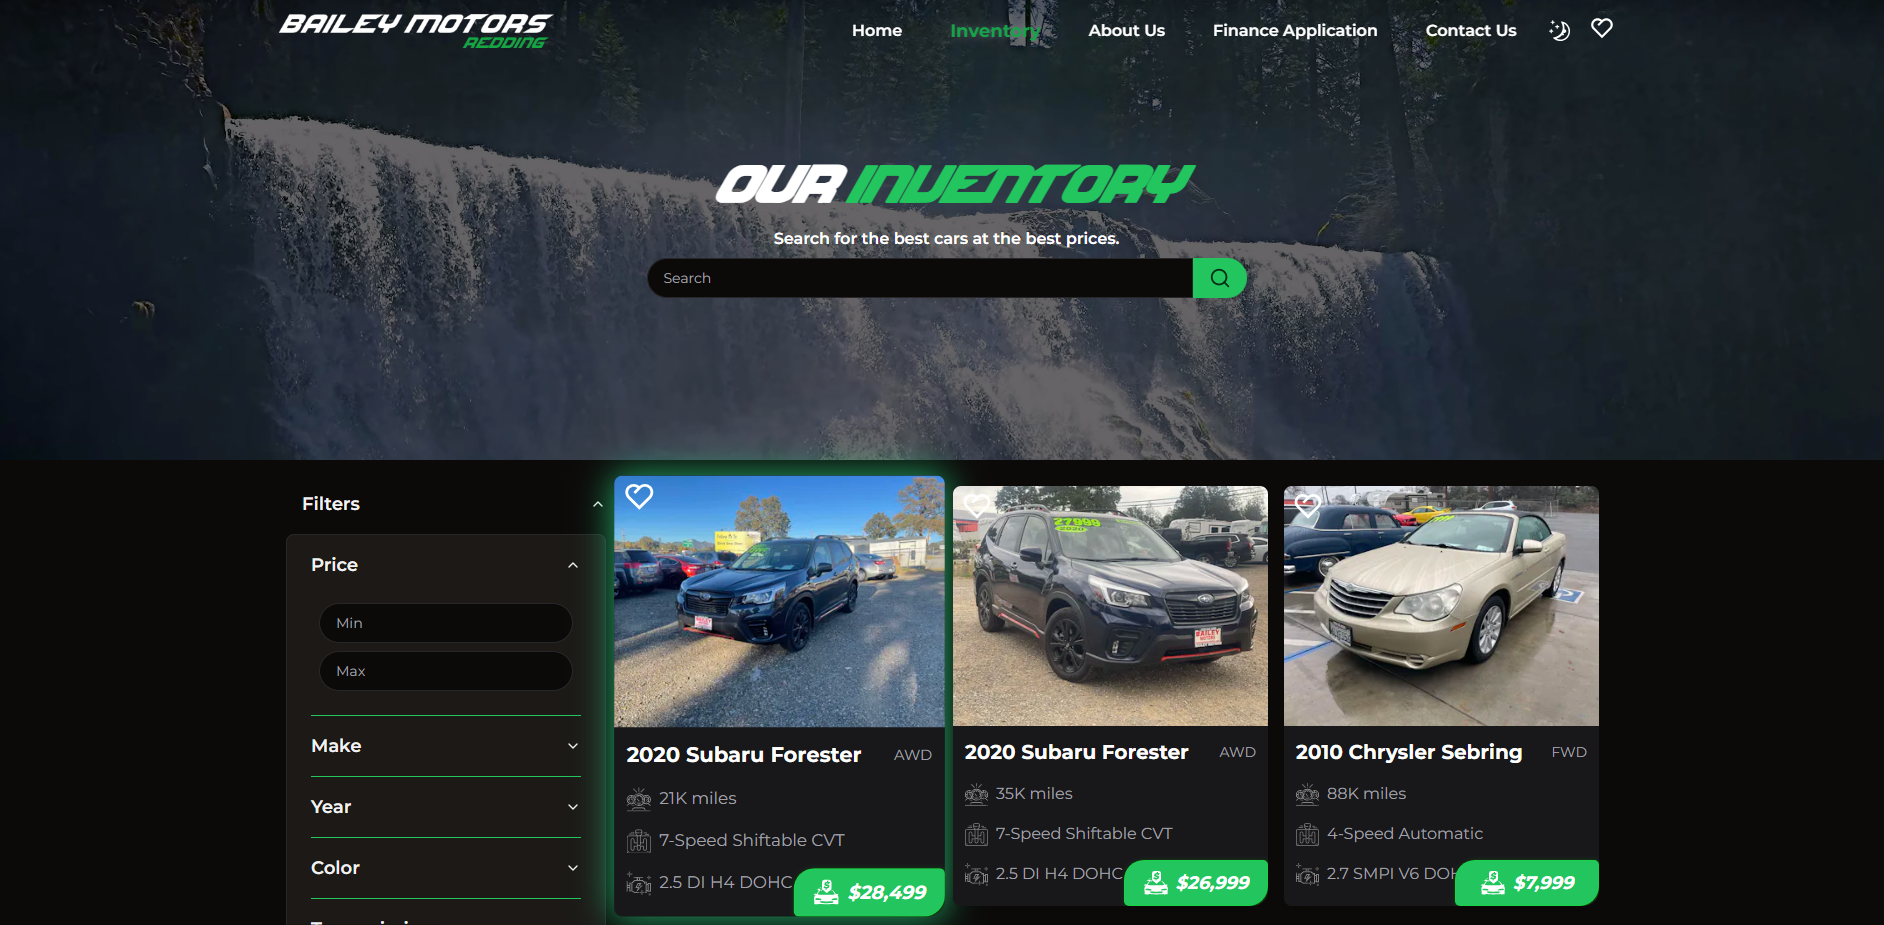 BAILEY MOTORS
REDDING
Home
Inventory
About Us
Finance Application
Contact Us
OUR INVENTORY
Search for the best cars at the best prices.
Search
Filters
Price
Min
Max
Make
Year
Color
27999
2020
BAILEY
MOTORS
2020 Subaru Forester AWD
21K miles
7-Speed Shiftable CVT
2.5 DI H4 DOHC
$28,499
2020 Subaru Forester AWD
35K miles
7-Speed Shiftable CVT
2.5 DI H4 DOHC
$26,999
2010 Chrysler Sebring FWD
88K miles
4-Speed Automatic
2.7 SMPI V6 DOH
$7,999